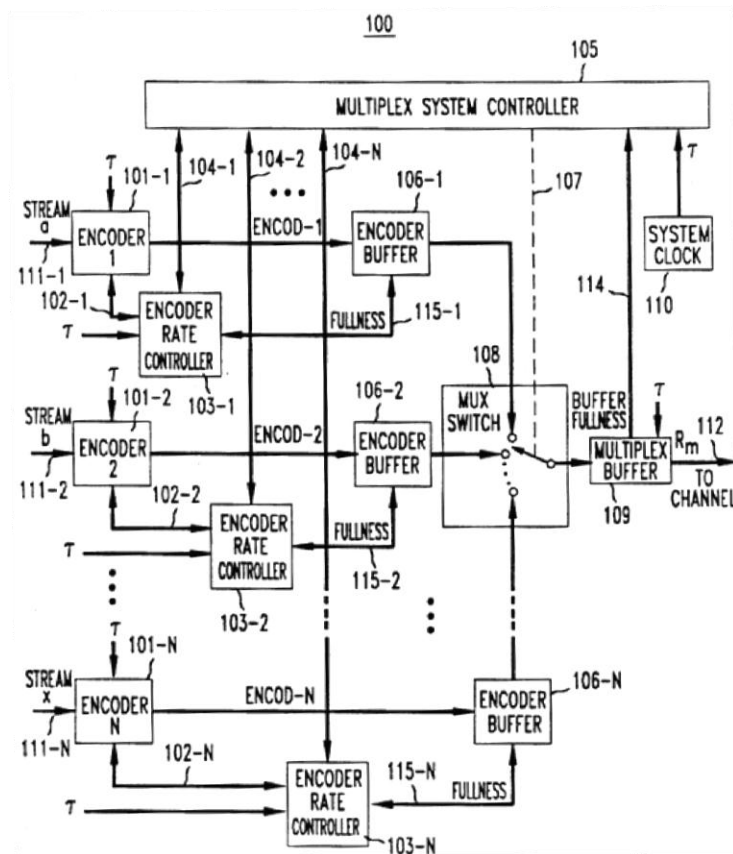 100
105
MULTIPLEX SYSTEM CONTROLLER
τ
101-1
104-1
104-2
104-N
106-1
107
τ
STREAM
a
111-1
ENCODER
1
ENCOD-1
ENCODER
BUFFER
SYSTEM
CLOCK
110
102-1
τ
ENCODER
RATE
CONTROLLER
103-1
FULLNESS
115-1
114
τ
101-2
106-2
108
MUX
SWITCH
BUFFER
FULLNESS
τ
STREAM
b
111-2
ENCODER
2
ENCOD-2
ENCODER
BUFFER
MULTIPLEX
BUFFER
109
Rm
112
TO
CHANNEL
102-2
τ
ENCODER
RATE
CONTROLLER
103-2
FULLNESS
115-2
τ
101-N
STREAM
x
111-N
ENCODER
N
ENCOD-N
ENCODER
BUFFER
106-N
102-N
τ
ENCODER
RATE
CONTROLLER
103-N
115-N
FULLNESS